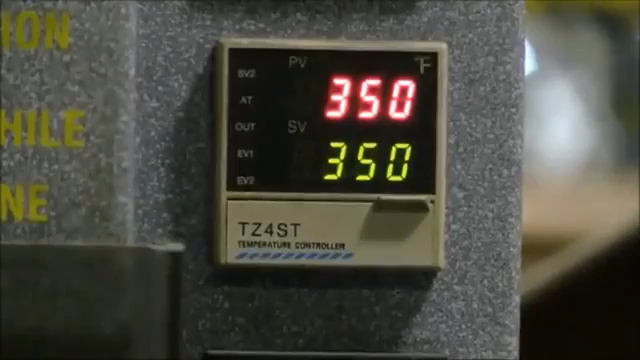 ION
HILE
NE
PV
°F
SV2
350
AT
OUT
SV
EV1
350
EV2
TZ4ST
TEMPERATURE CONTROLLER